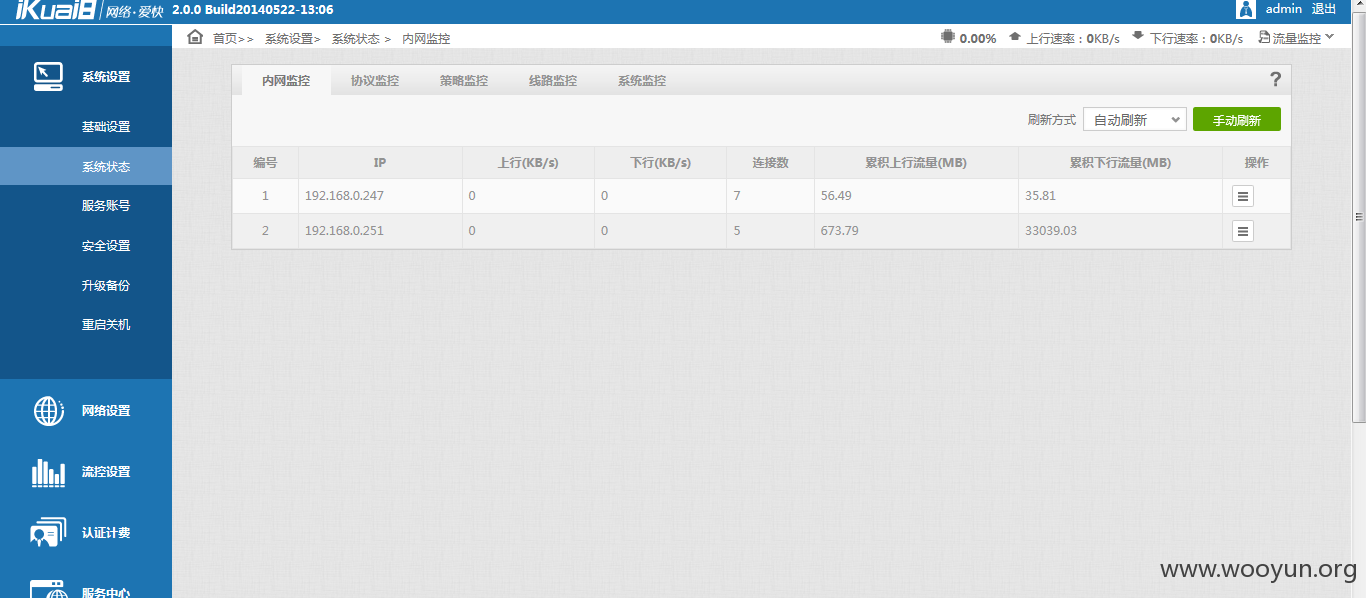 iKuai8 网络·爱快 2.0.0 Build20140522-13:06 admin 退出
首页>> 系统设置> 系统状态 > 内网监控 0.00% 上行速率：0KB/s 下行速率：0KB/s 流量监控
系统设置
基础设置
系统状态
服务账号
安全设置
升级备份
重启关机
网络设置
流控设置
认证计费
服务中心
内网监控 协议监控 策略监控 线路监控 系统监控 ?
刷新方式 自动刷新 手动刷新
编号 IP 上行(KB/s) 下行(KB/s) 连接数 累积上行流量(MB) 累积下行流量(MB) 操作
1 192.168.0.247 0 0 7 56.49 35.81
2 192.168.0.251 0 0 5 673.79 33039.03
www.wooyun.org